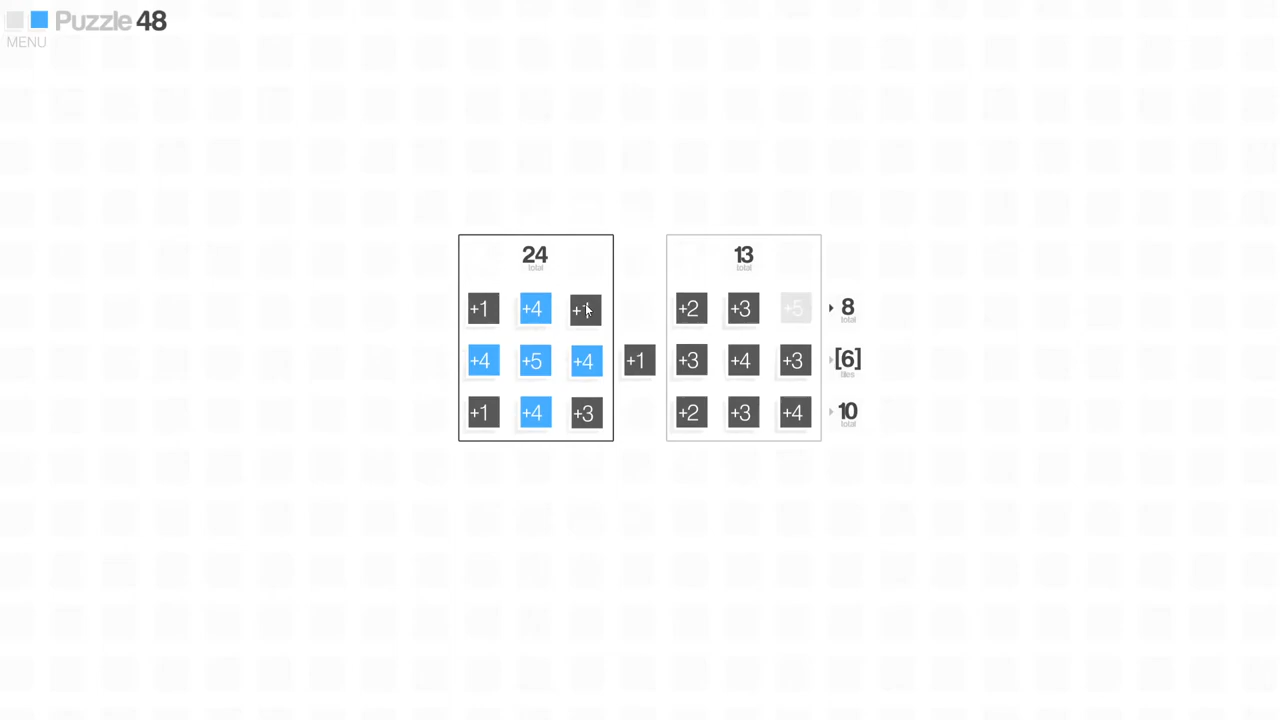 Puzzle 48
MENU
24
total
13
total
+1 +4 +2 +3 +5 8
total
+4 +5 +4 +1 +3 +4 +3 [6]
tiles
+1 +4 +3 +2 +3 +4 10
total